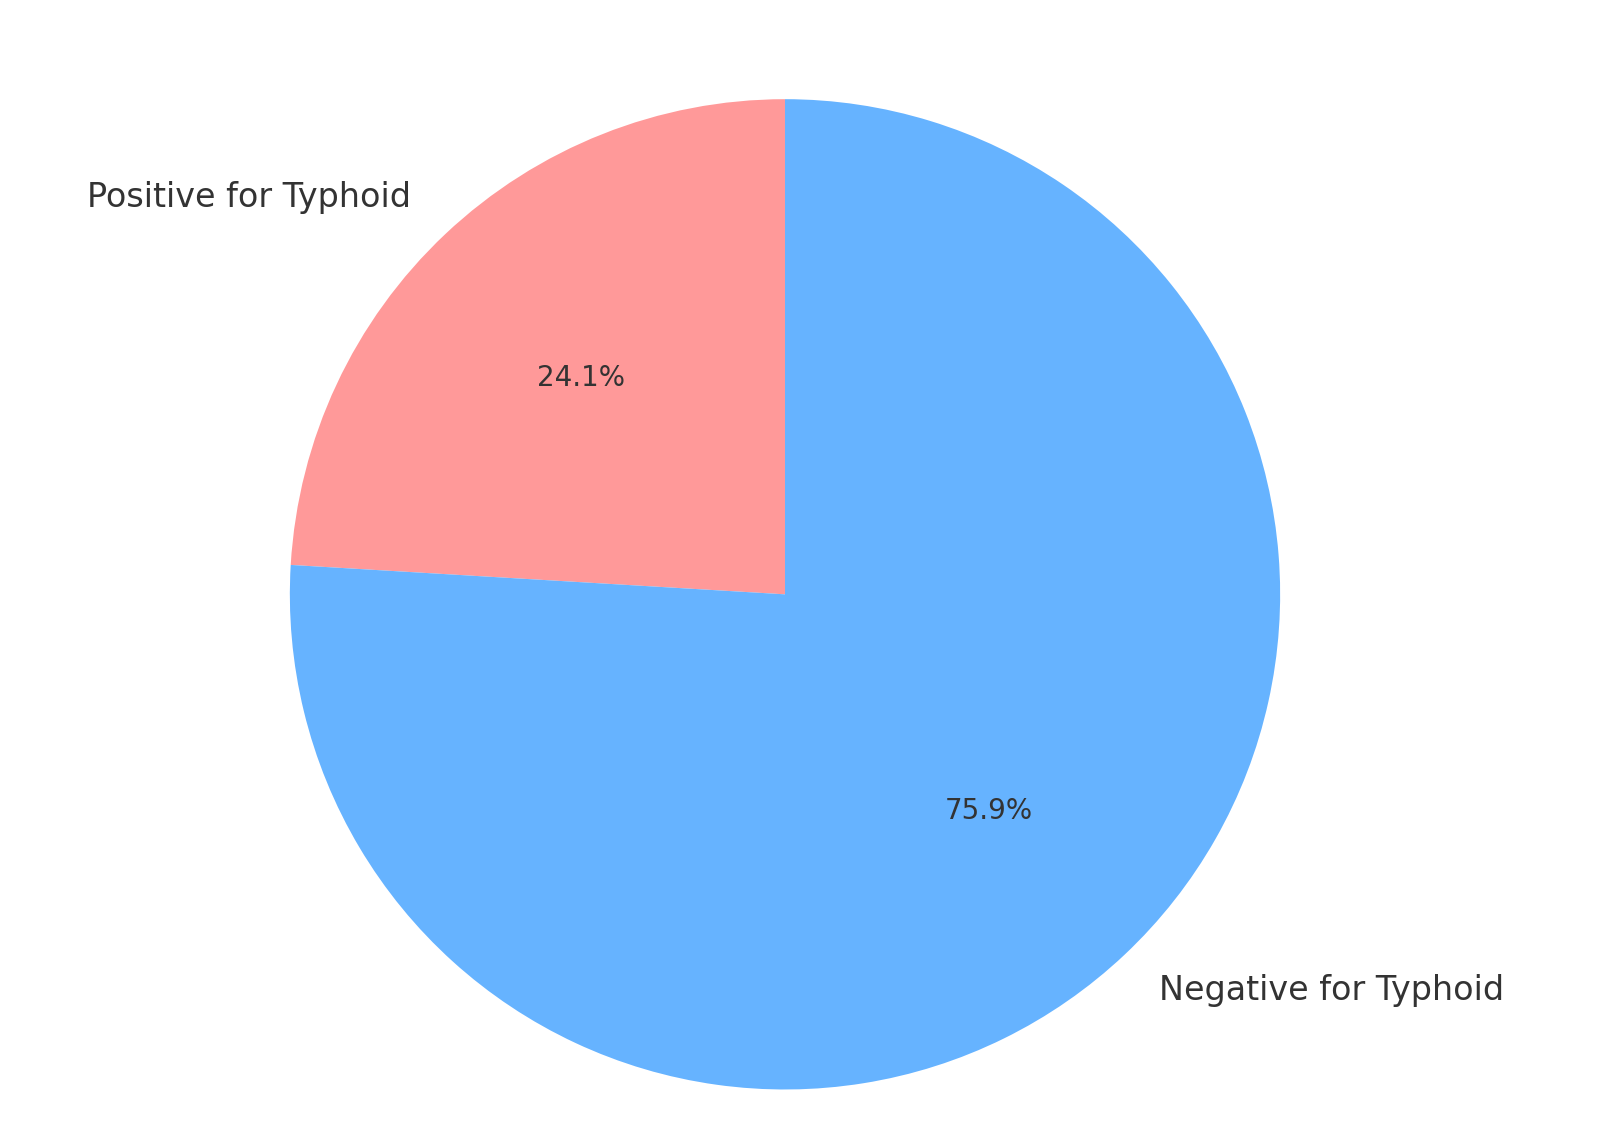 Positive for Typhoid
24.1%
75.9%
Negative for Typhoid